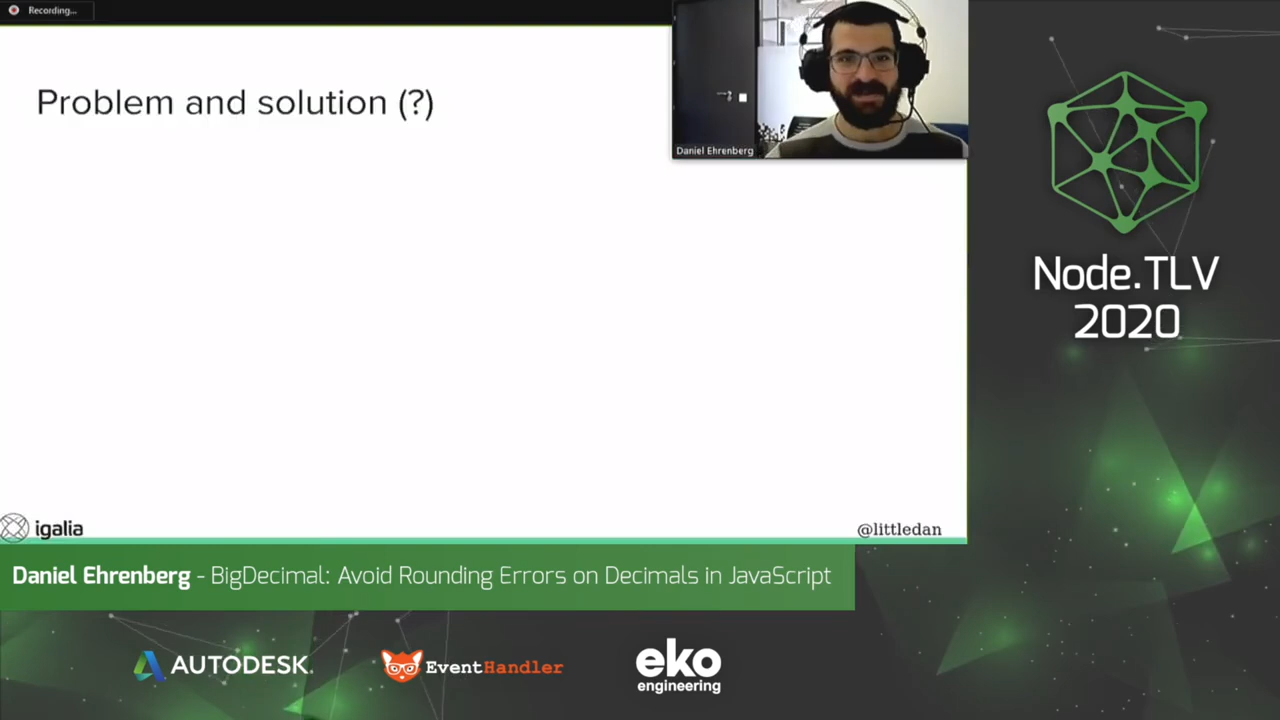 Recording...
Problem and solution (?)
Daniel Ehrenberg
Node.TLV
2020
igalia
@littledan
Daniel Ehrenberg - BigDecimal: Avoid Rounding Errors on Decimals in JavaScript
AUTODESK.
EventHandler
eko
engineering